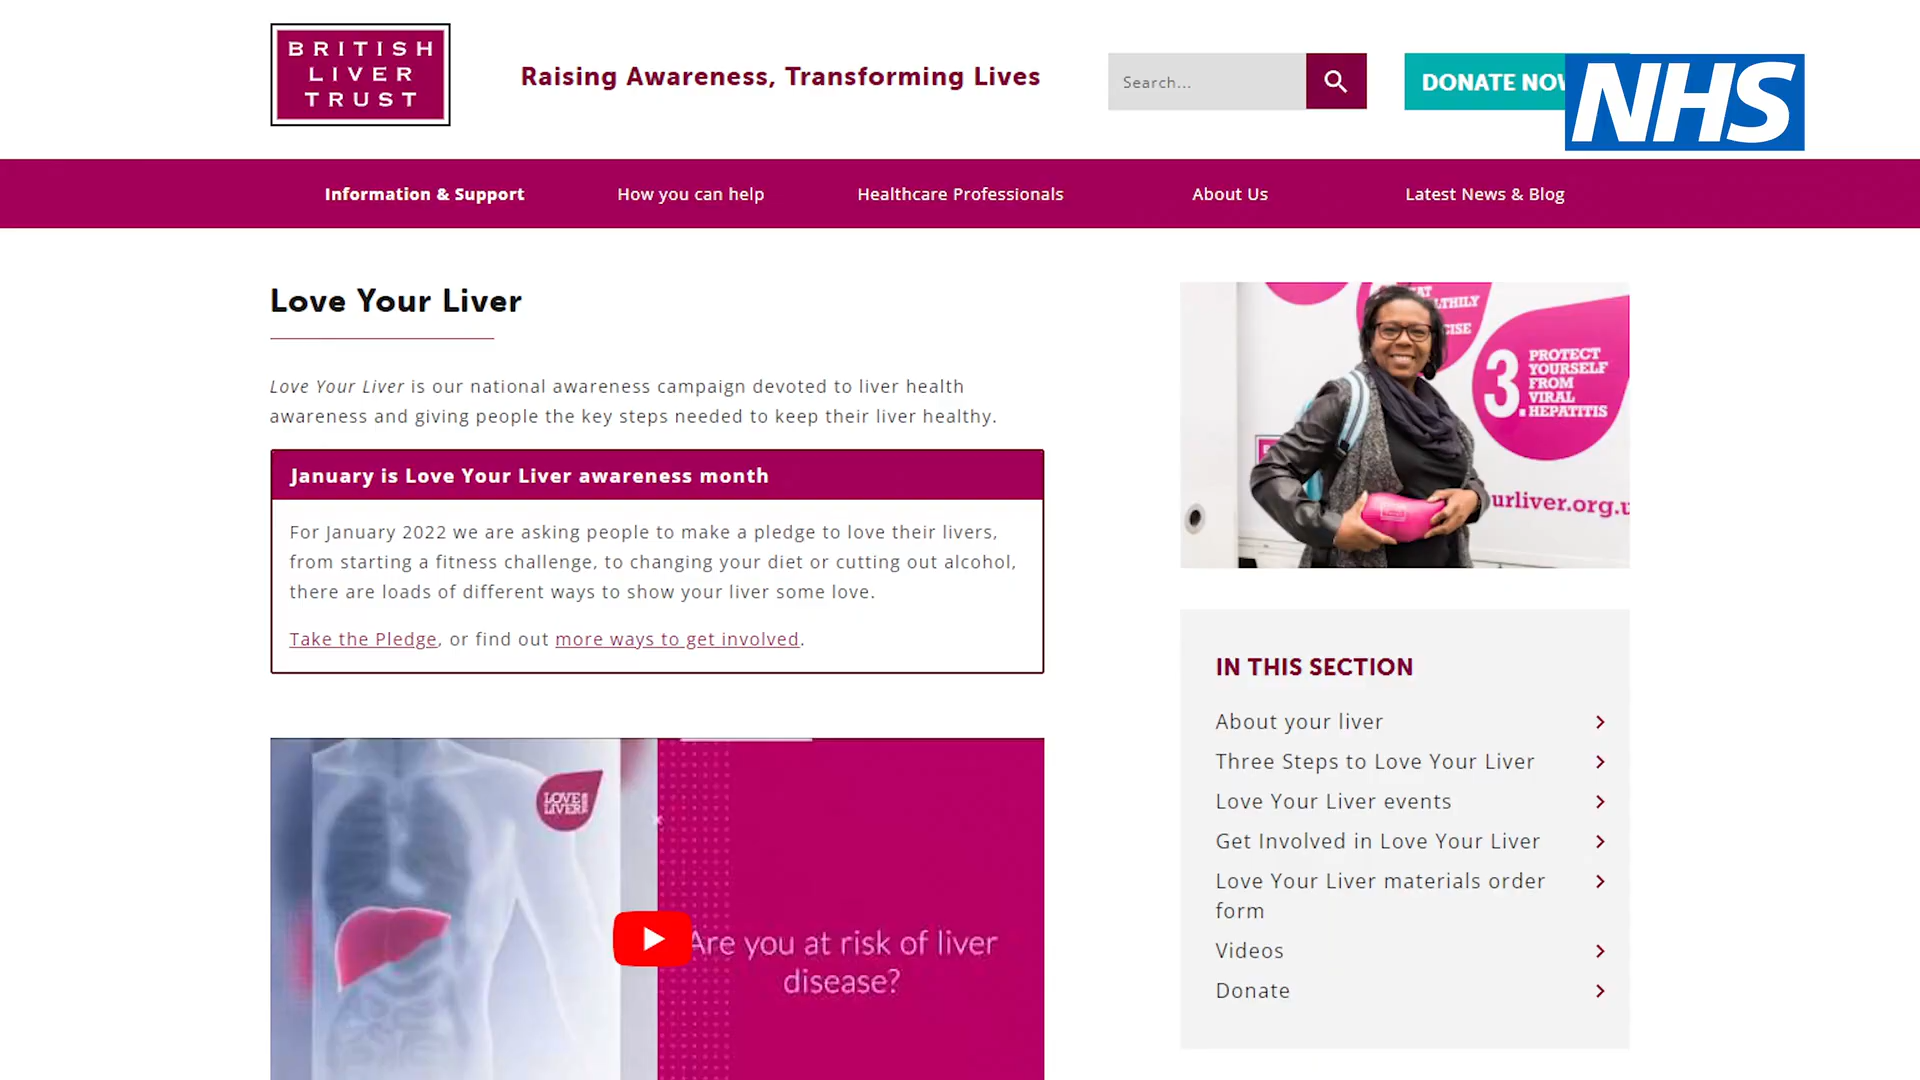 BRITISH
LIVER
TRUST
Raising Awareness, Transforming Lives
Search...
DONATE NOW
NHS
Information & Support
How you can help
Healthcare Professionals
About Us
Latest News & Blog
Love Your Liver
Love Your Liver is our national awareness campaign devoted to liver health
awareness and giving people the key steps needed to keep their liver healthy.
January is Love Your Liver awareness month
For January 2022 we are asking people to make a pledge to love their livers,
from starting a fitness challenge, to changing your diet or cutting out alcohol,
there are loads of different ways to show your liver some love.
Take the Pledge, or find out more ways to get involved.
LOVE
LIVER
Are you at risk of liver
disease?
3. PROTECT
YOURSELF
FROM
VIRAL
HEPATITIS
urliver.org.u
IN THIS SECTION
About your liver
Three Steps to Love Your Liver
Love Your Liver events
Get Involved in Love Your Liver
Love Your Liver materials order
form
Videos
Donate